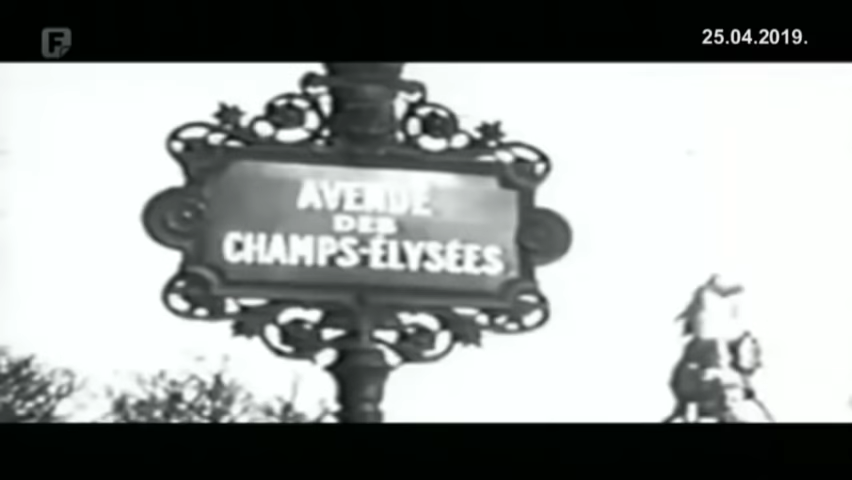 F
25.04.2019.
AVENUE
DES
CHAMPS-ÉLYSÉES